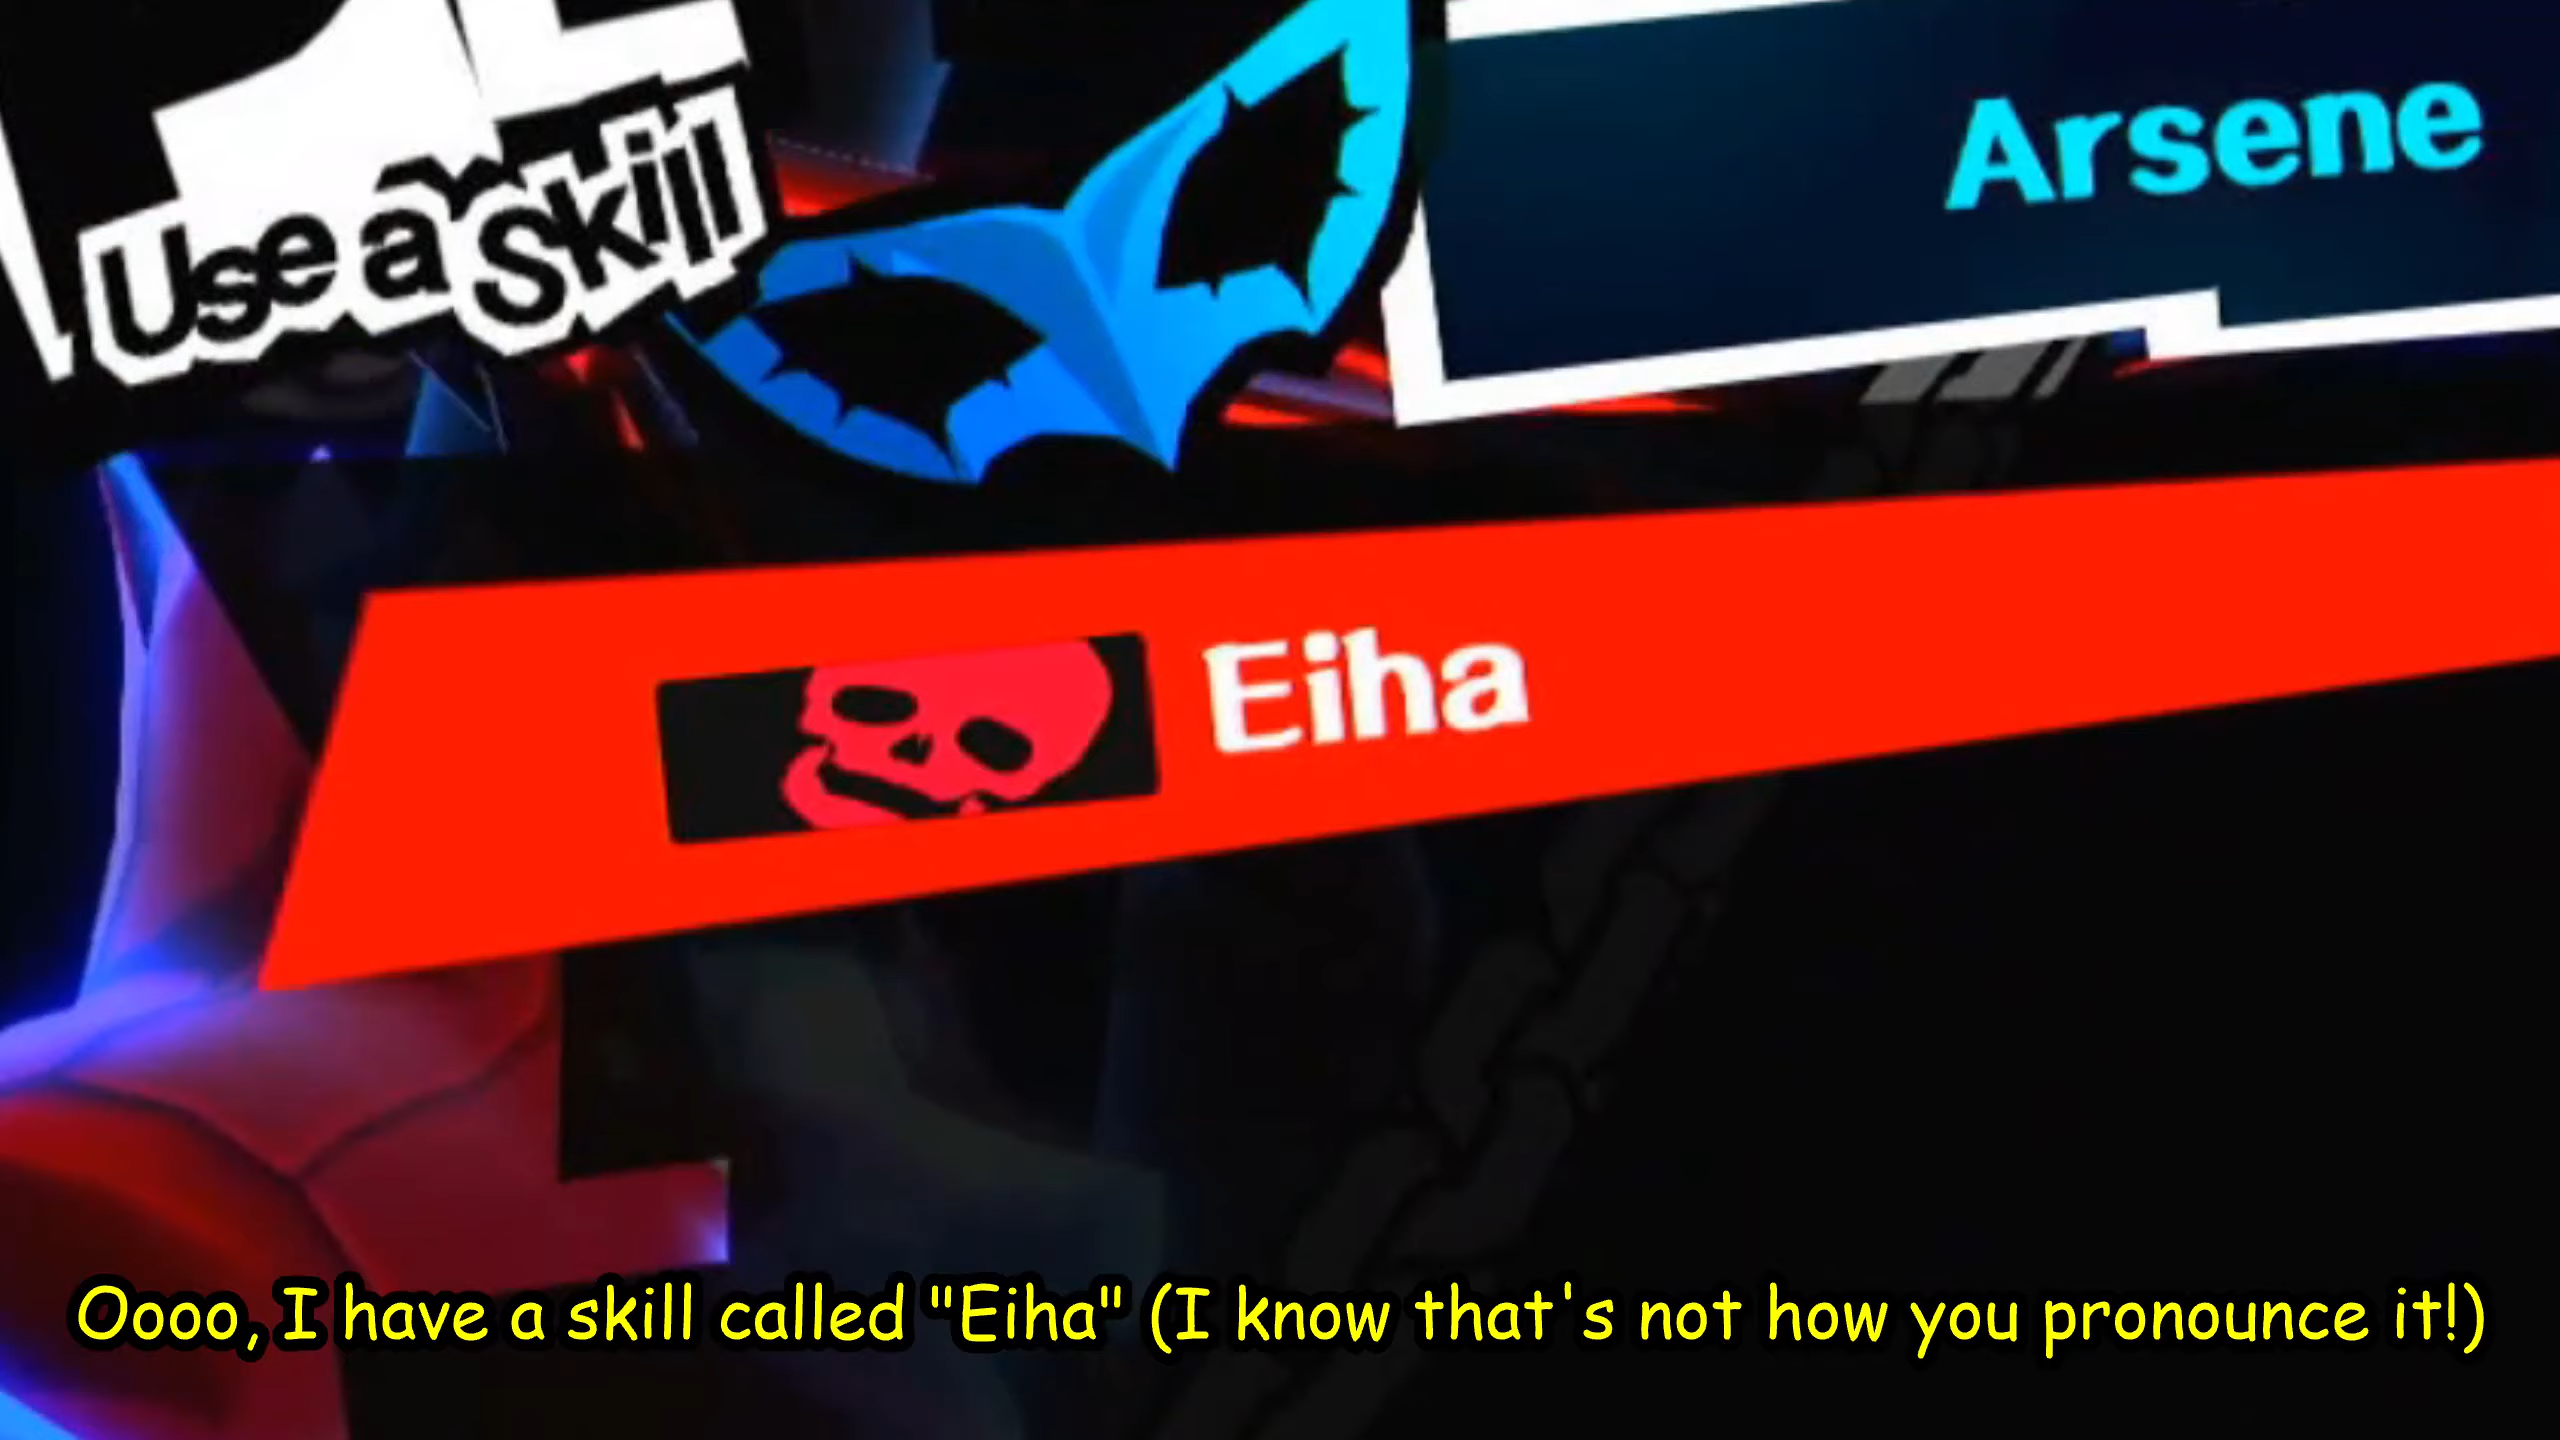 Use a Skill
Arsene
Eiha
Oooo, I have a skill called "Eiha" (I know that's not how you pronounce it!)